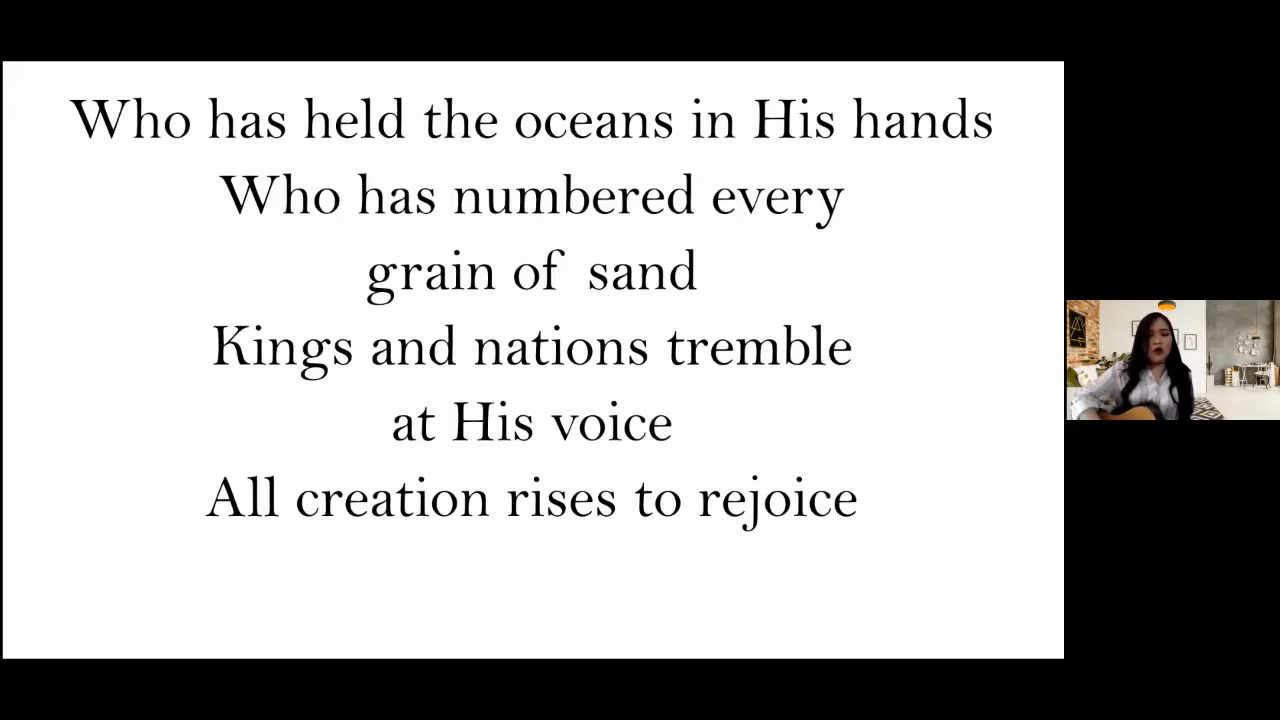 Who has held the oceans in His hands
Who has numbered every
grain of sand
Kings and nations tremble
at His voice
All creation rises to rejoice